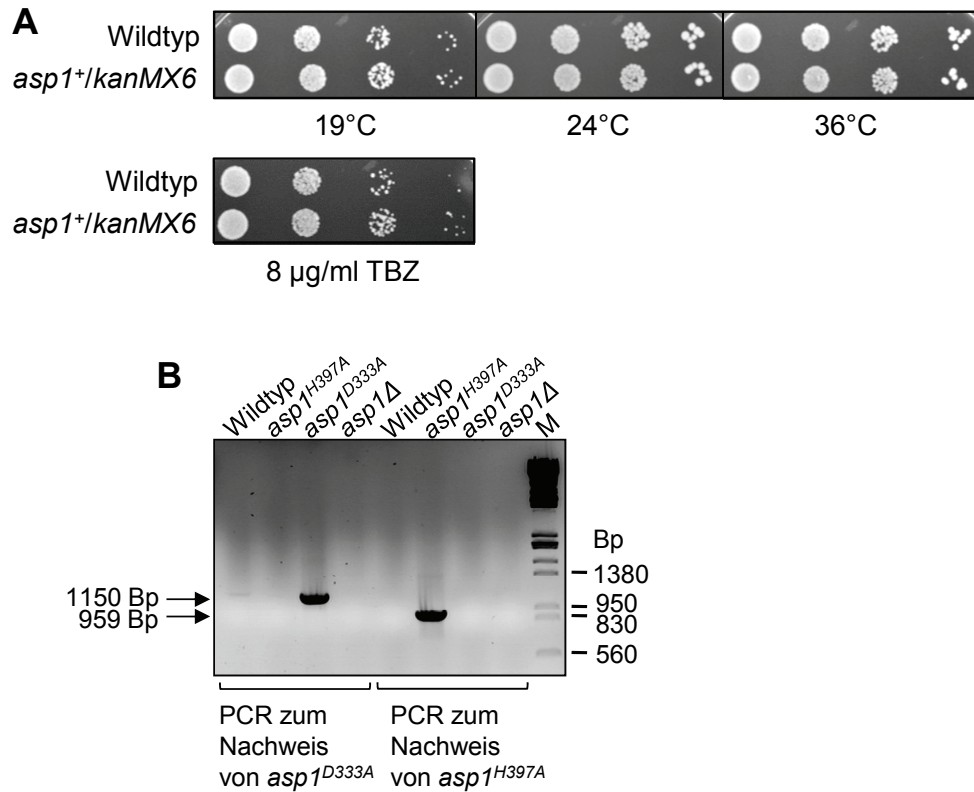 A
Wildtyp
asp1⁺/kanMX6
19°C 24°C 36°C
Wildtyp
asp1⁺/kanMX6
8 µg/ml TBZ
B
Wildtyp asp1ᴴ³⁹⁷ᴬ asp1ᴰ³³³ᴬ asp1Δ Wildtyp asp1ᴴ³⁹⁷ᴬ asp1ᴰ³³³ᴬ asp1Δ M
Bp
1380
1150 Bp
950
959 Bp
830
560
PCR zum
Nachweis
von asp1ᴰ³³³ᴬ
PCR zum
Nachweis
von asp1ᴴ³⁹⁷ᴬ